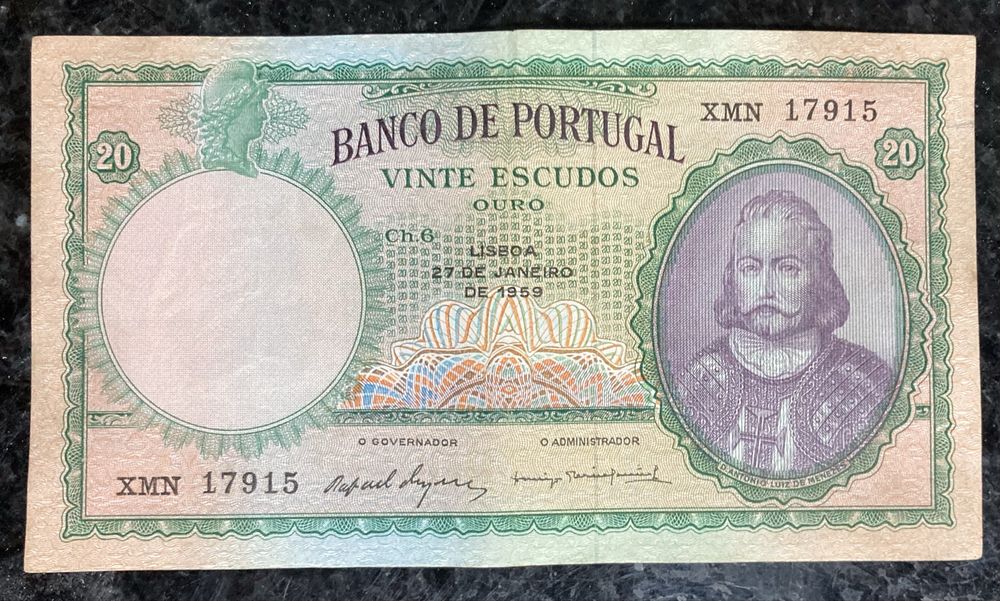 BANCO DE PORTUGAL
XMN 17915
20
20
VINTE ESCUDOS
OURO
Ch.6
LISBOA
27 DE JANEIRO
DE 1959
O GOVERNADOR
O ADMINISTRADOR
XMN 17915
D. ANTONIO LUIZ DE MENEZES